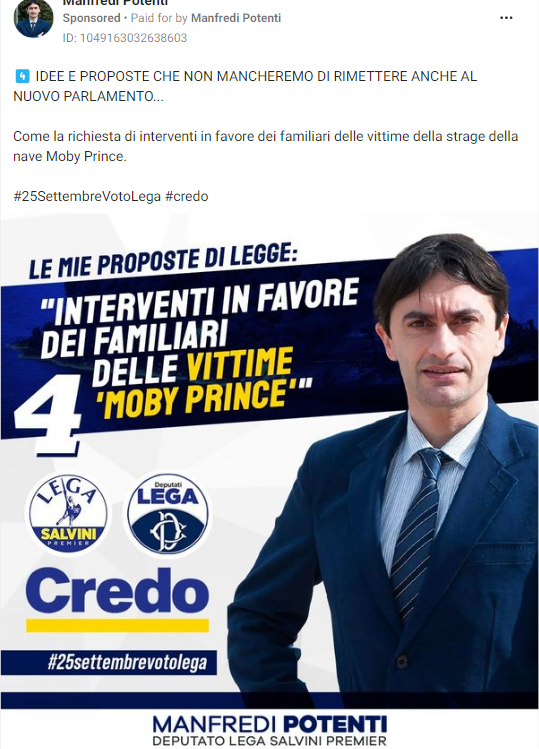 Manfredi Potenti
Sponsored • Paid for by Manfredi Potenti
ID: 1049163032638603
4️⃣ IDEE E PROPOSTE CHE NON MANCHEREMO DI RIMETTERE ANCHE AL
NUOVO PARLAMENTO...
Come la richiesta di interventi in favore dei familiari delle vittime della strage della
nave Moby Prince.
#25SettembreVotoLega #credo
LE MIE PROPOSTE DI LEGGE:
"INTERVENTI IN FAVORE
DEI FAMILIARI
DELLE VITTIME
'MOBY PRINCE'"
4
LEGA
SALVINI
PREMIER
Deputati
LEGA
Credo
#25settembrevotolega
MANFREDI POTENTI
DEPUTATO LEGA SALVINI PREMIER